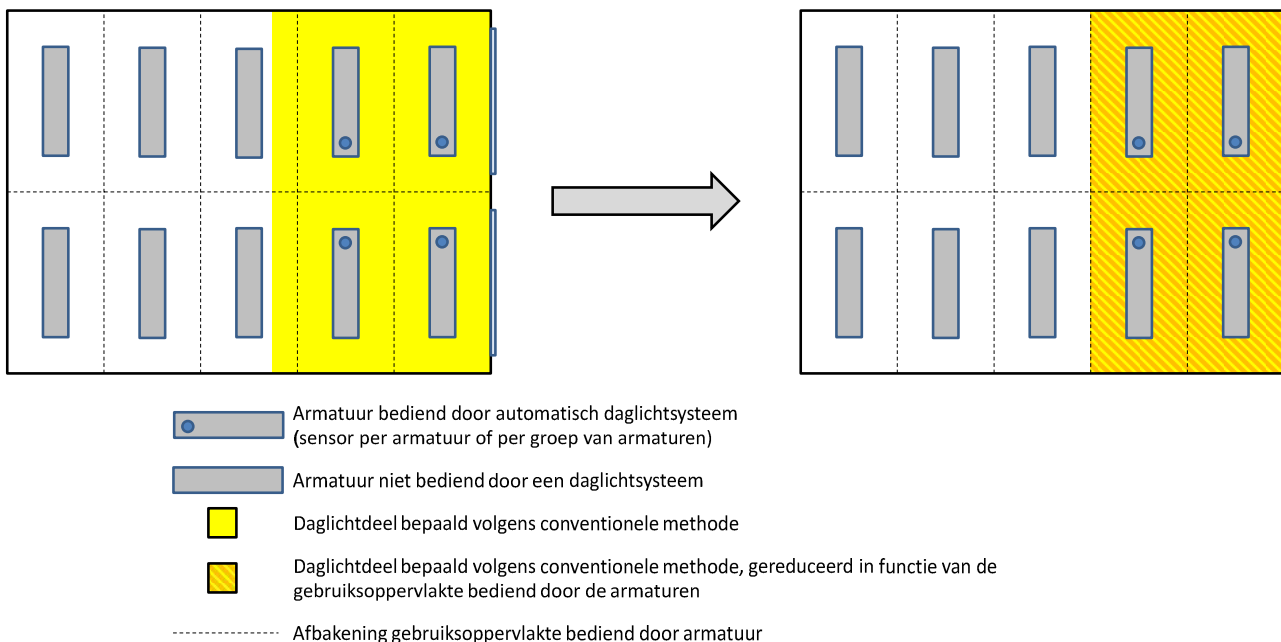 Armatuur bediend door automatisch daglichtsysteem
(sensor per armatuur of per groep van armaturen)
Armatuur niet bediend door een daglichtsysteem
Daglichtdeel bepaald volgens conventionele methode
Daglichtdeel bepaald volgens conventionele methode, gereduceerd in functie van de
gebruiksoppervlakte bediend door de armaturen
Afbakening gebruiksoppervlakte bediend door armatuur